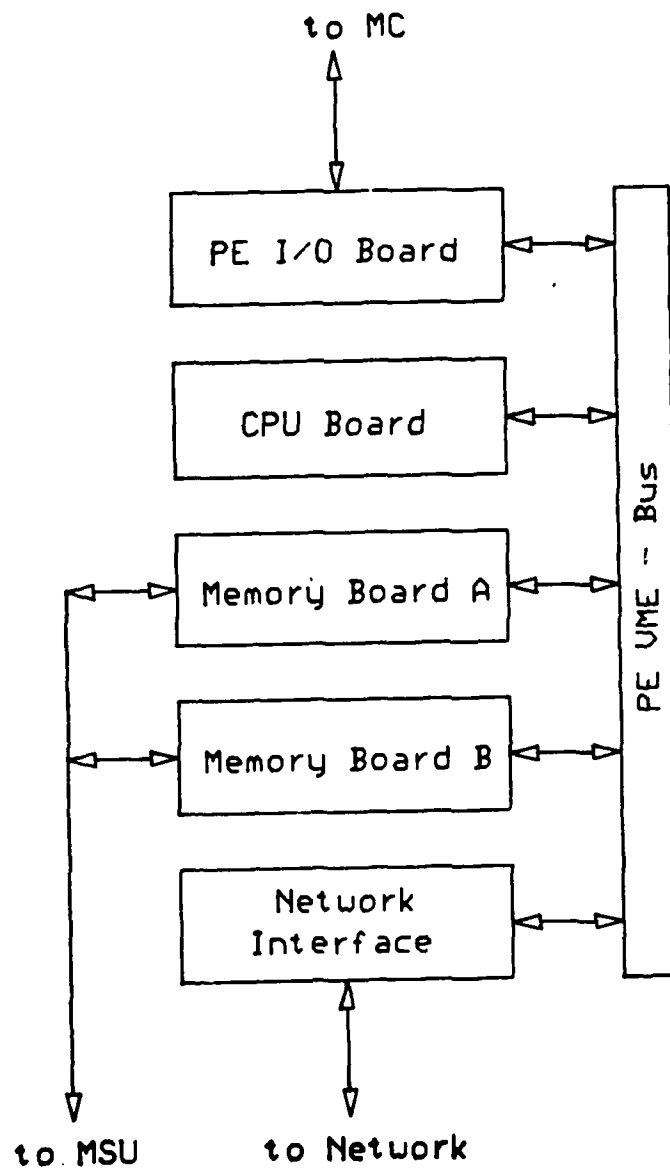 to MC
PE I/O Board
CPU Board
Memory Board A
Memory Board B
Network
Interface
PE VME - Bus
to MSU
to Network